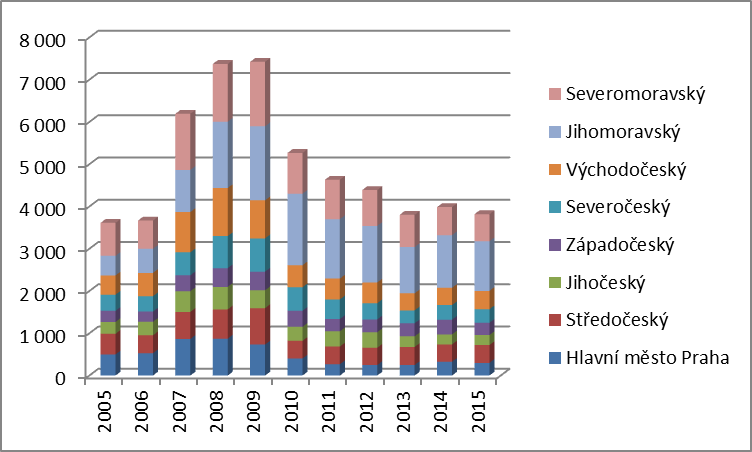 8 000
7 000
6 000
5 000
4 000
3 000
2 000
1 000
0
2005
2006
2007
2008
2009
2010
2011
2012
2013
2014
2015
Severomoravský
Jihomoravský
Východočeský
Severočeský
Západočeský
Jihočeský
Středočeský
Hlavní město Praha